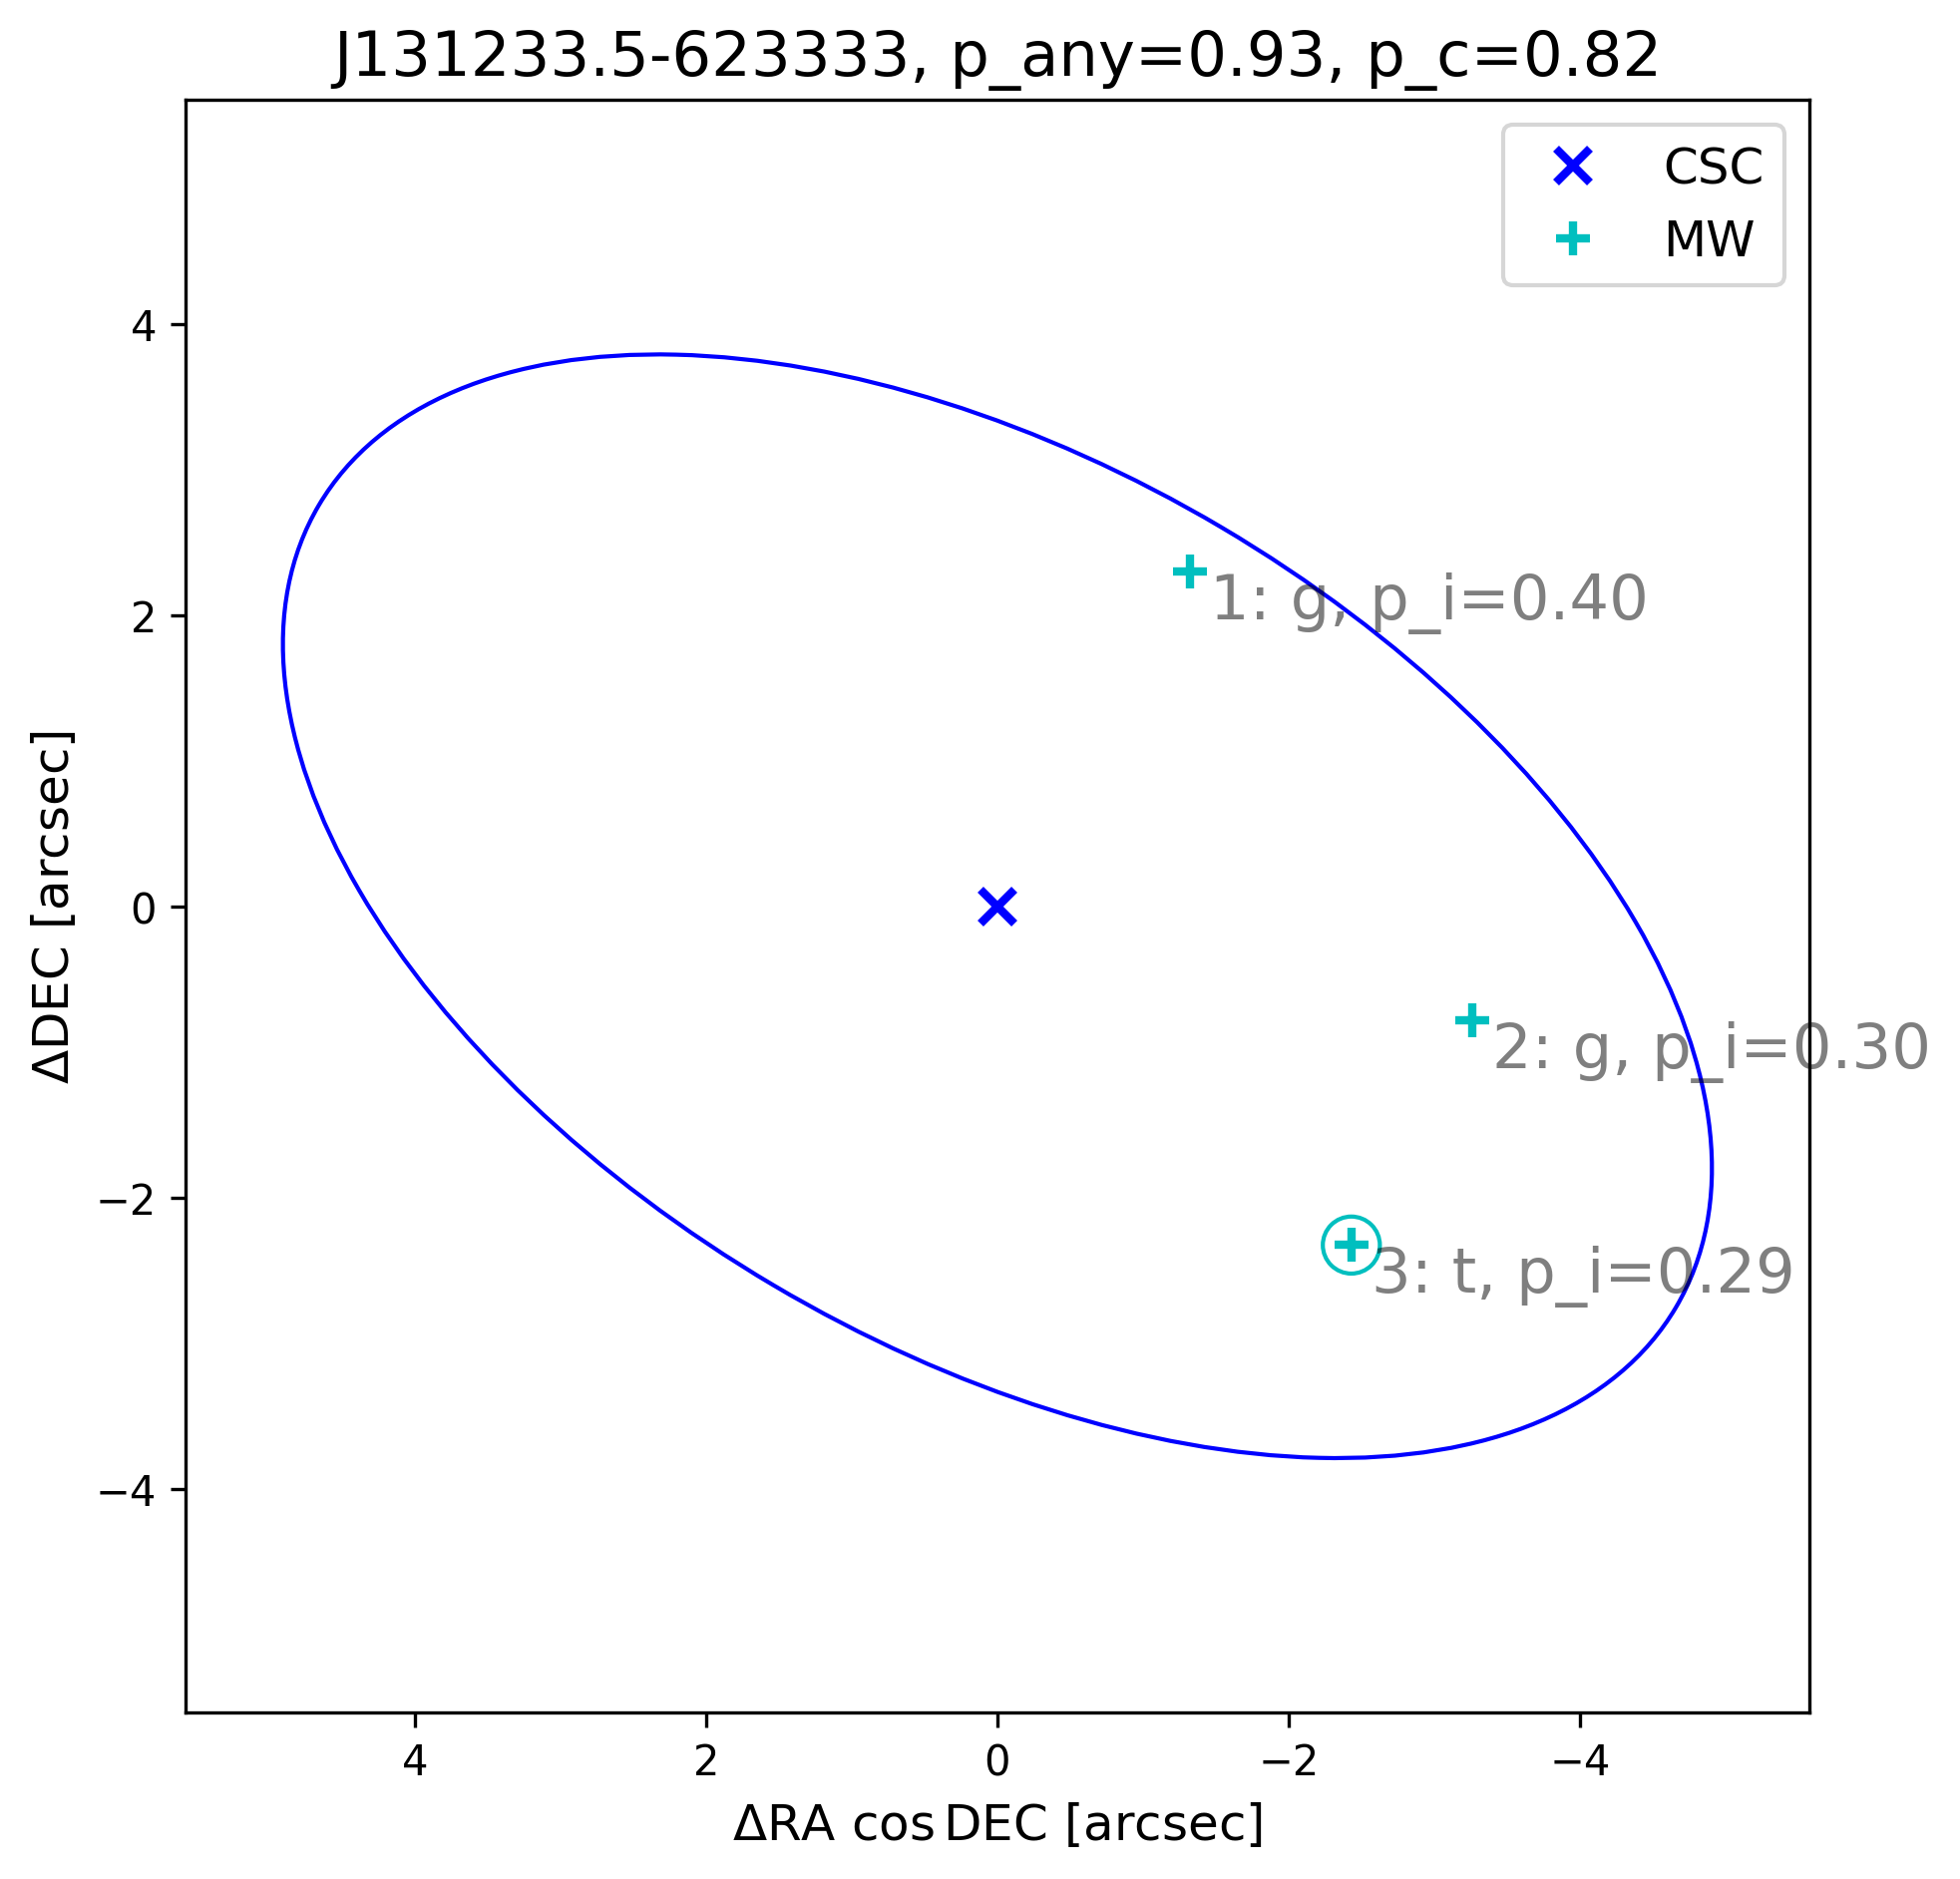 J131233.5-623333, p_any=0.93, p_c=0.82
CSC
MW
4
2
0
−2
−4
ΔDEC [arcsec]
1: g, p_i=0.40
2: g, p_i=0.30
3: t, p_i=0.29
4
2
0
−2
−4
ΔRA cos DEC [arcsec]